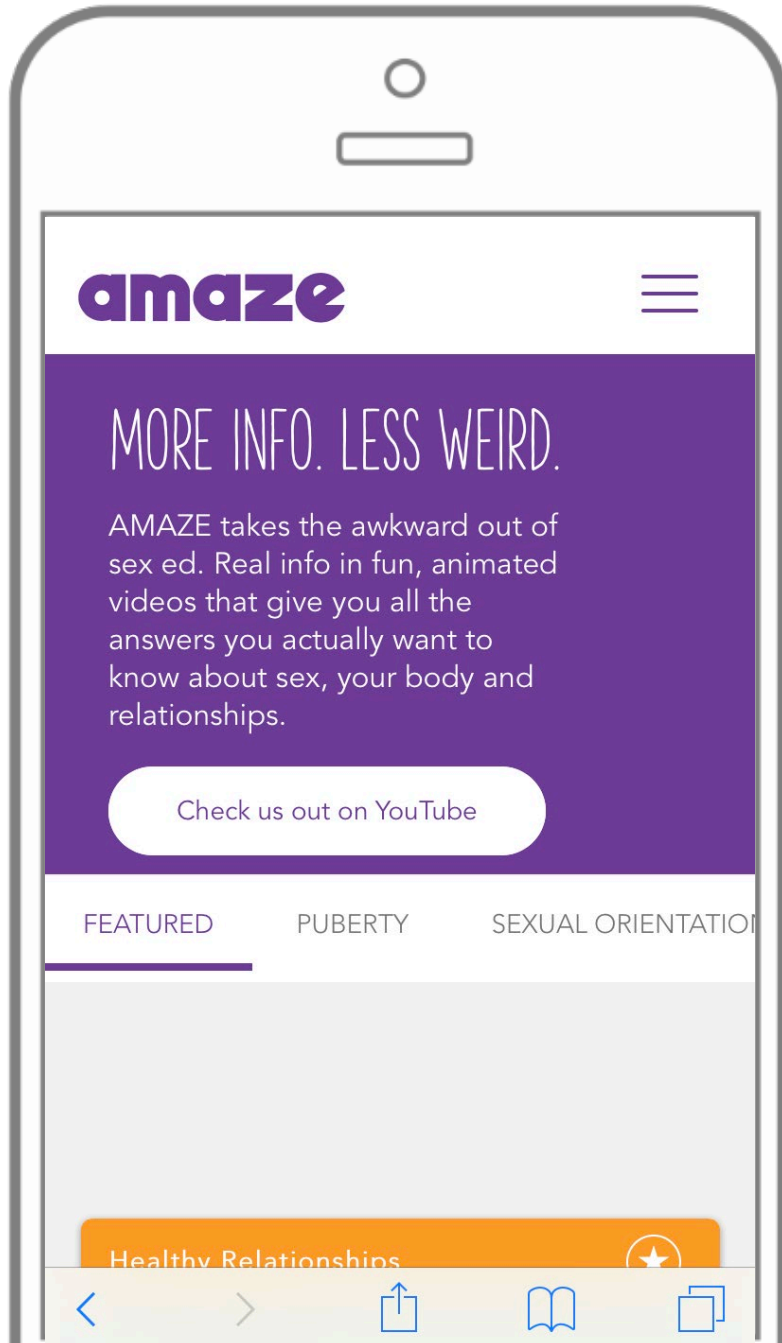 amaze
MORE INFO. LESS WEIRD.
AMAZE takes the awkward out of
sex ed. Real info in fun, animated
videos that give you all the
answers you actually want to
know about sex, your body and
relationships.
Check us out on YouTube
FEATURED PUBERTY SEXUAL ORIENTATION
Healthy Relationships